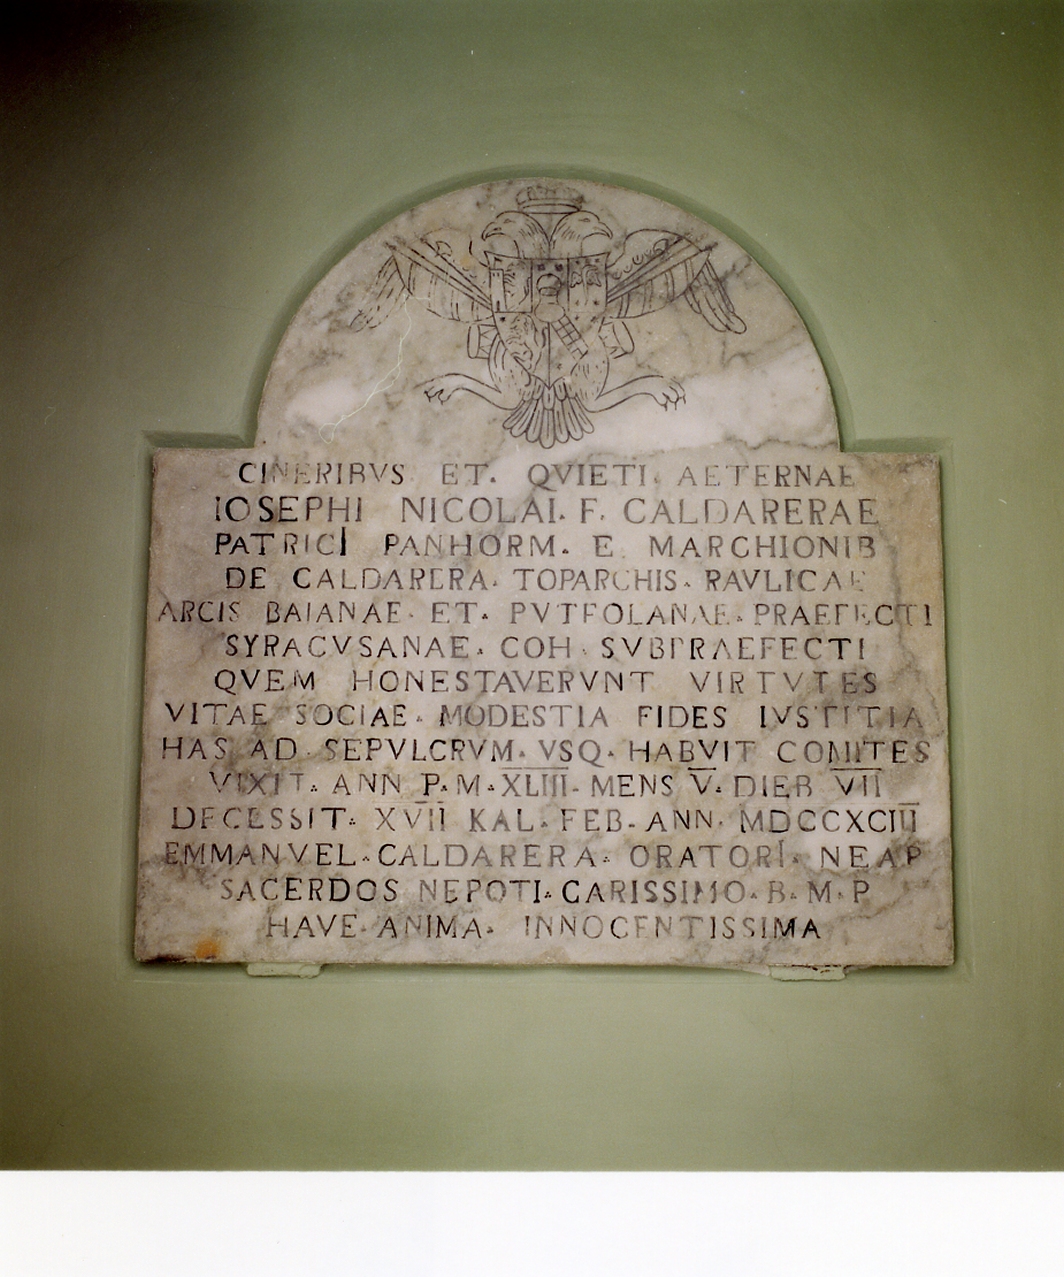 CINERIBVS ET. QVIETI. AETERNAE
IOSEPHI NICOLAI. F. CALDARERAE
PATRICI PANHORM. E MARCHIONIB
DE CALDARERA. TOPARCHIS. RAVLICAE
ARCIS BAIANAE. ET. PVTEOLANAE. PRAEFECTI
SYRACVSANAE. COH. SVBPRAEFECTI
QVEM HONESTAVERVNT VIRTVTES
VITAE SOCIAE. MODESTIA FIDES IVSTITIA
HAS AD SEPVLCRVM. VSQ. HABVIT COMITES
VIXIT. ANN P. M. XLIII. MENS V. DIEB VII
DECESSIT. XVII KAL. FEB. ANN. MDCCXCIII
EMMANVEL. CALDARERA. ORATORI. NEAP
SACERDOS NEPOTI. CARISSIMO. B. M. P
HAVE. ANIMA. INNOCENTISSIMA